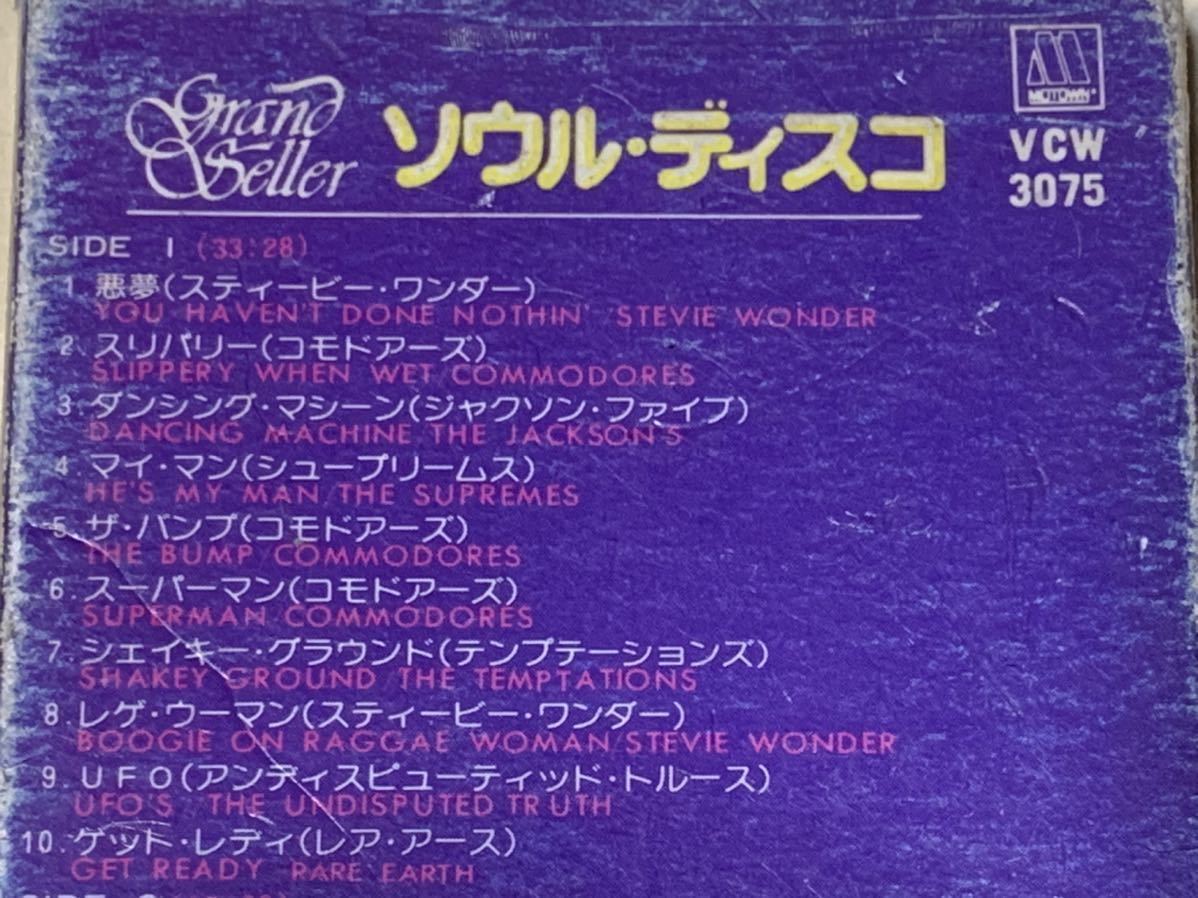 Grand Seller
ソウル・ディスコ
MOTOWN
VCW
3075
SIDE 1 (33:28)
1. 悪夢(スティービー・ワンダー)
YOU HAVEN'T DONE NOTHIN' STEVIE WONDER
2. スリパリー(コモドアーズ)
SLIPPERY WHEN WET COMMODORES
3. ダンシング・マシーン(ジャクソン・ファイブ)
DANCING MACHINE THE JACKSON 5
4. マイ・マン(シュープリームス)
HE'S MY MAN THE SUPREMES
5. ザ・バンプ(コモドアーズ)
THE BUMP COMMODORES
6. スーパーマン(コモドアーズ)
SUPERMAN COMMODORES
7. シェイキー・グラウンド(テンプテーションズ)
SHAKEY GROUND THE TEMPTATIONS
8. レゲ・ウーマン(スティービー・ワンダー)
BOOGIE ON RAGGAE WOMAN STEVIE WONDER
9. UFO(アンディスピューティッド・トルース)
UFO'S THE UNDISPUTED TRUTH
10. ゲット・レディ(レア・アース)
GET READY RARE EARTH